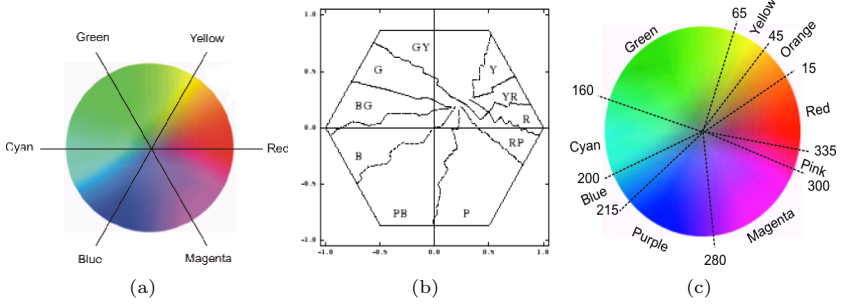 Green
Yellow
Cyan
Red
Blue
Magenta
(a)
1.0
0.5
0.0
-0.5
-1.0
-1.0
-0.5
0.0
0.5
1.0
GY
G
Y
BG
YR
R
B
RP
PB
P
(b)
65
Yellow
45
Orange
15
Green
160
Red
Cyan
335
Pink
200
300
Blue
215
Purple
Magenta
280
(c)